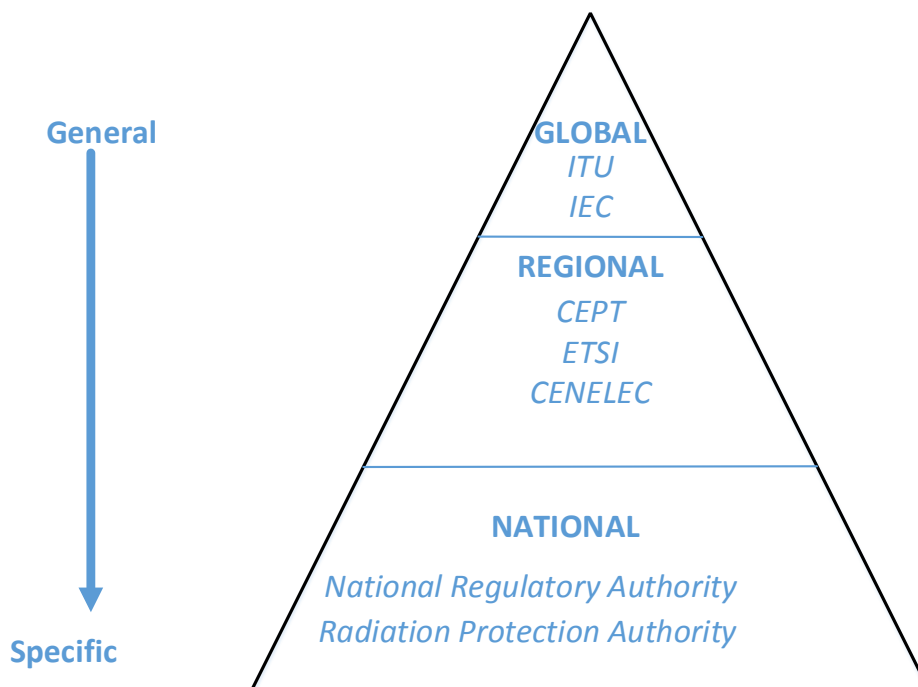 General
GLOBAL
ITU
IEC
REGIONAL
CEPT
ETSI
CENELEC
NATIONAL
National Regulatory Authority
Radiation Protection Authority
Specific